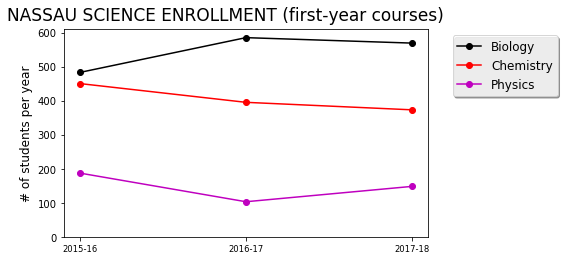 NASSAU SCIENCE ENROLLMENT (first-year courses)
Biology
Chemistry
Physics
# of students per year
600
500
400
300
200
100
0
2015-16
2016-17
2017-18